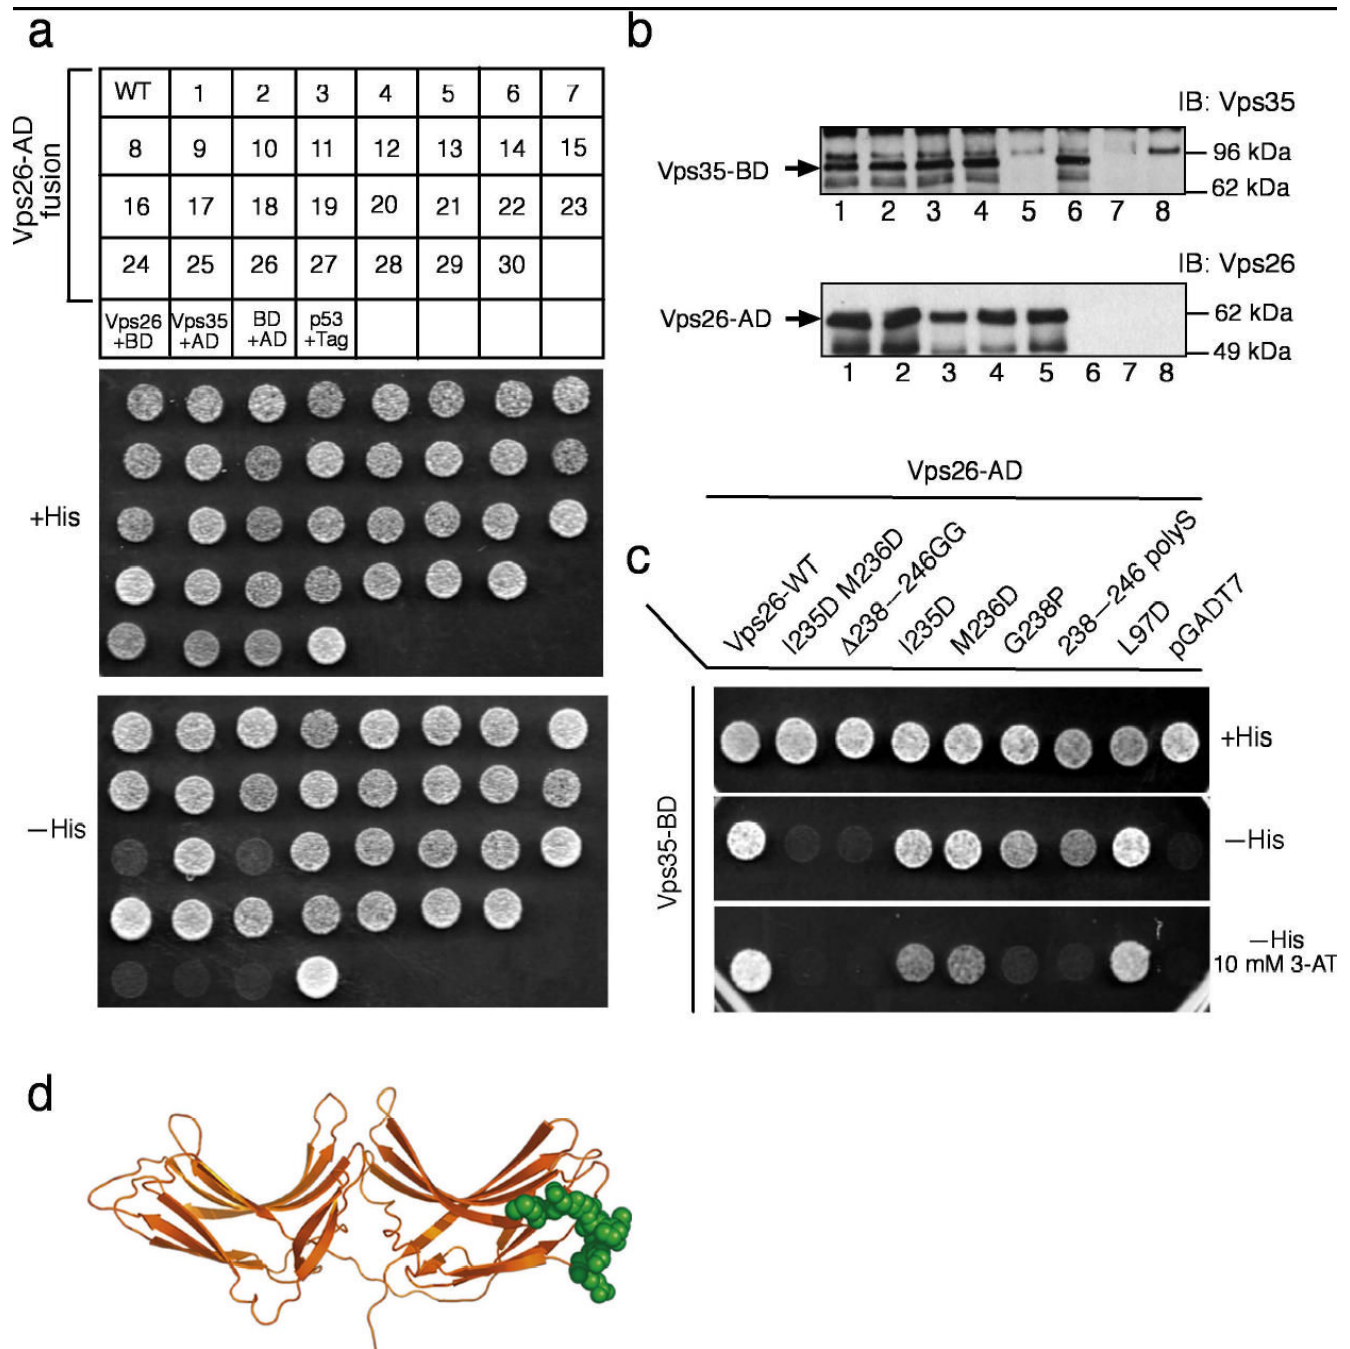 a
Vps26-AD
fusion
WT 1 2 3 4 5 6 7
8 9 10 11 12 13 14 15
16 17 18 19 20 21 22 23
24 25 26 27 28 29 30
Vps26 +BD Vps35 +AD BD +AD p53 +Tag
+His
—His
b
IB: Vps35
Vps35-BD
96 kDa
62 kDa
1 2 3 4 5 6 7 8
IB: Vps26
Vps26-AD
62 kDa
49 kDa
1 2 3 4 5 6 7 8
c
Vps26-AD
Vps26-WT
I235D M236D
Δ238—246GG
I235D
M236D
G238P
238—246 polyS
L97D
pGADT7
Vps35-BD
+His
—His
—His
10 mM 3-AT
d